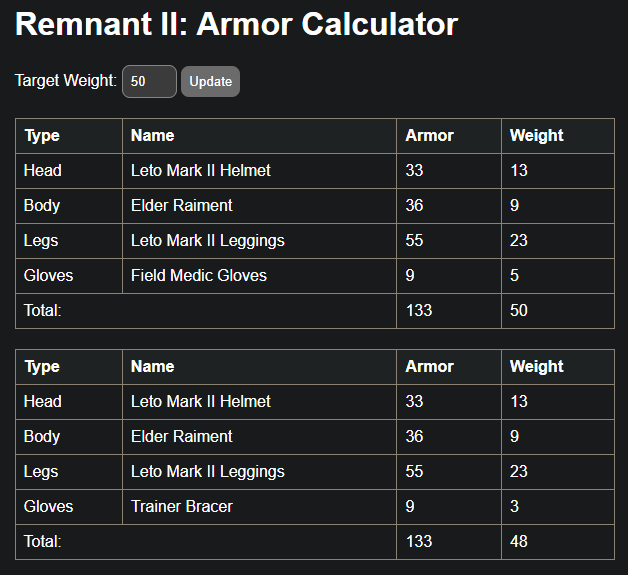 Remnant II: Armor Calculator
Target Weight: 50 Update
Type Name Armor Weight
Head Leto Mark II Helmet 33 13
Body Elder Raiment 36 9
Legs Leto Mark II Leggings 55 23
Gloves Field Medic Gloves 9 5
Total: 133 50
Type Name Armor Weight
Head Leto Mark II Helmet 33 13
Body Elder Raiment 36 9
Legs Leto Mark II Leggings 55 23
Gloves Trainer Bracer 9 3
Total: 133 48